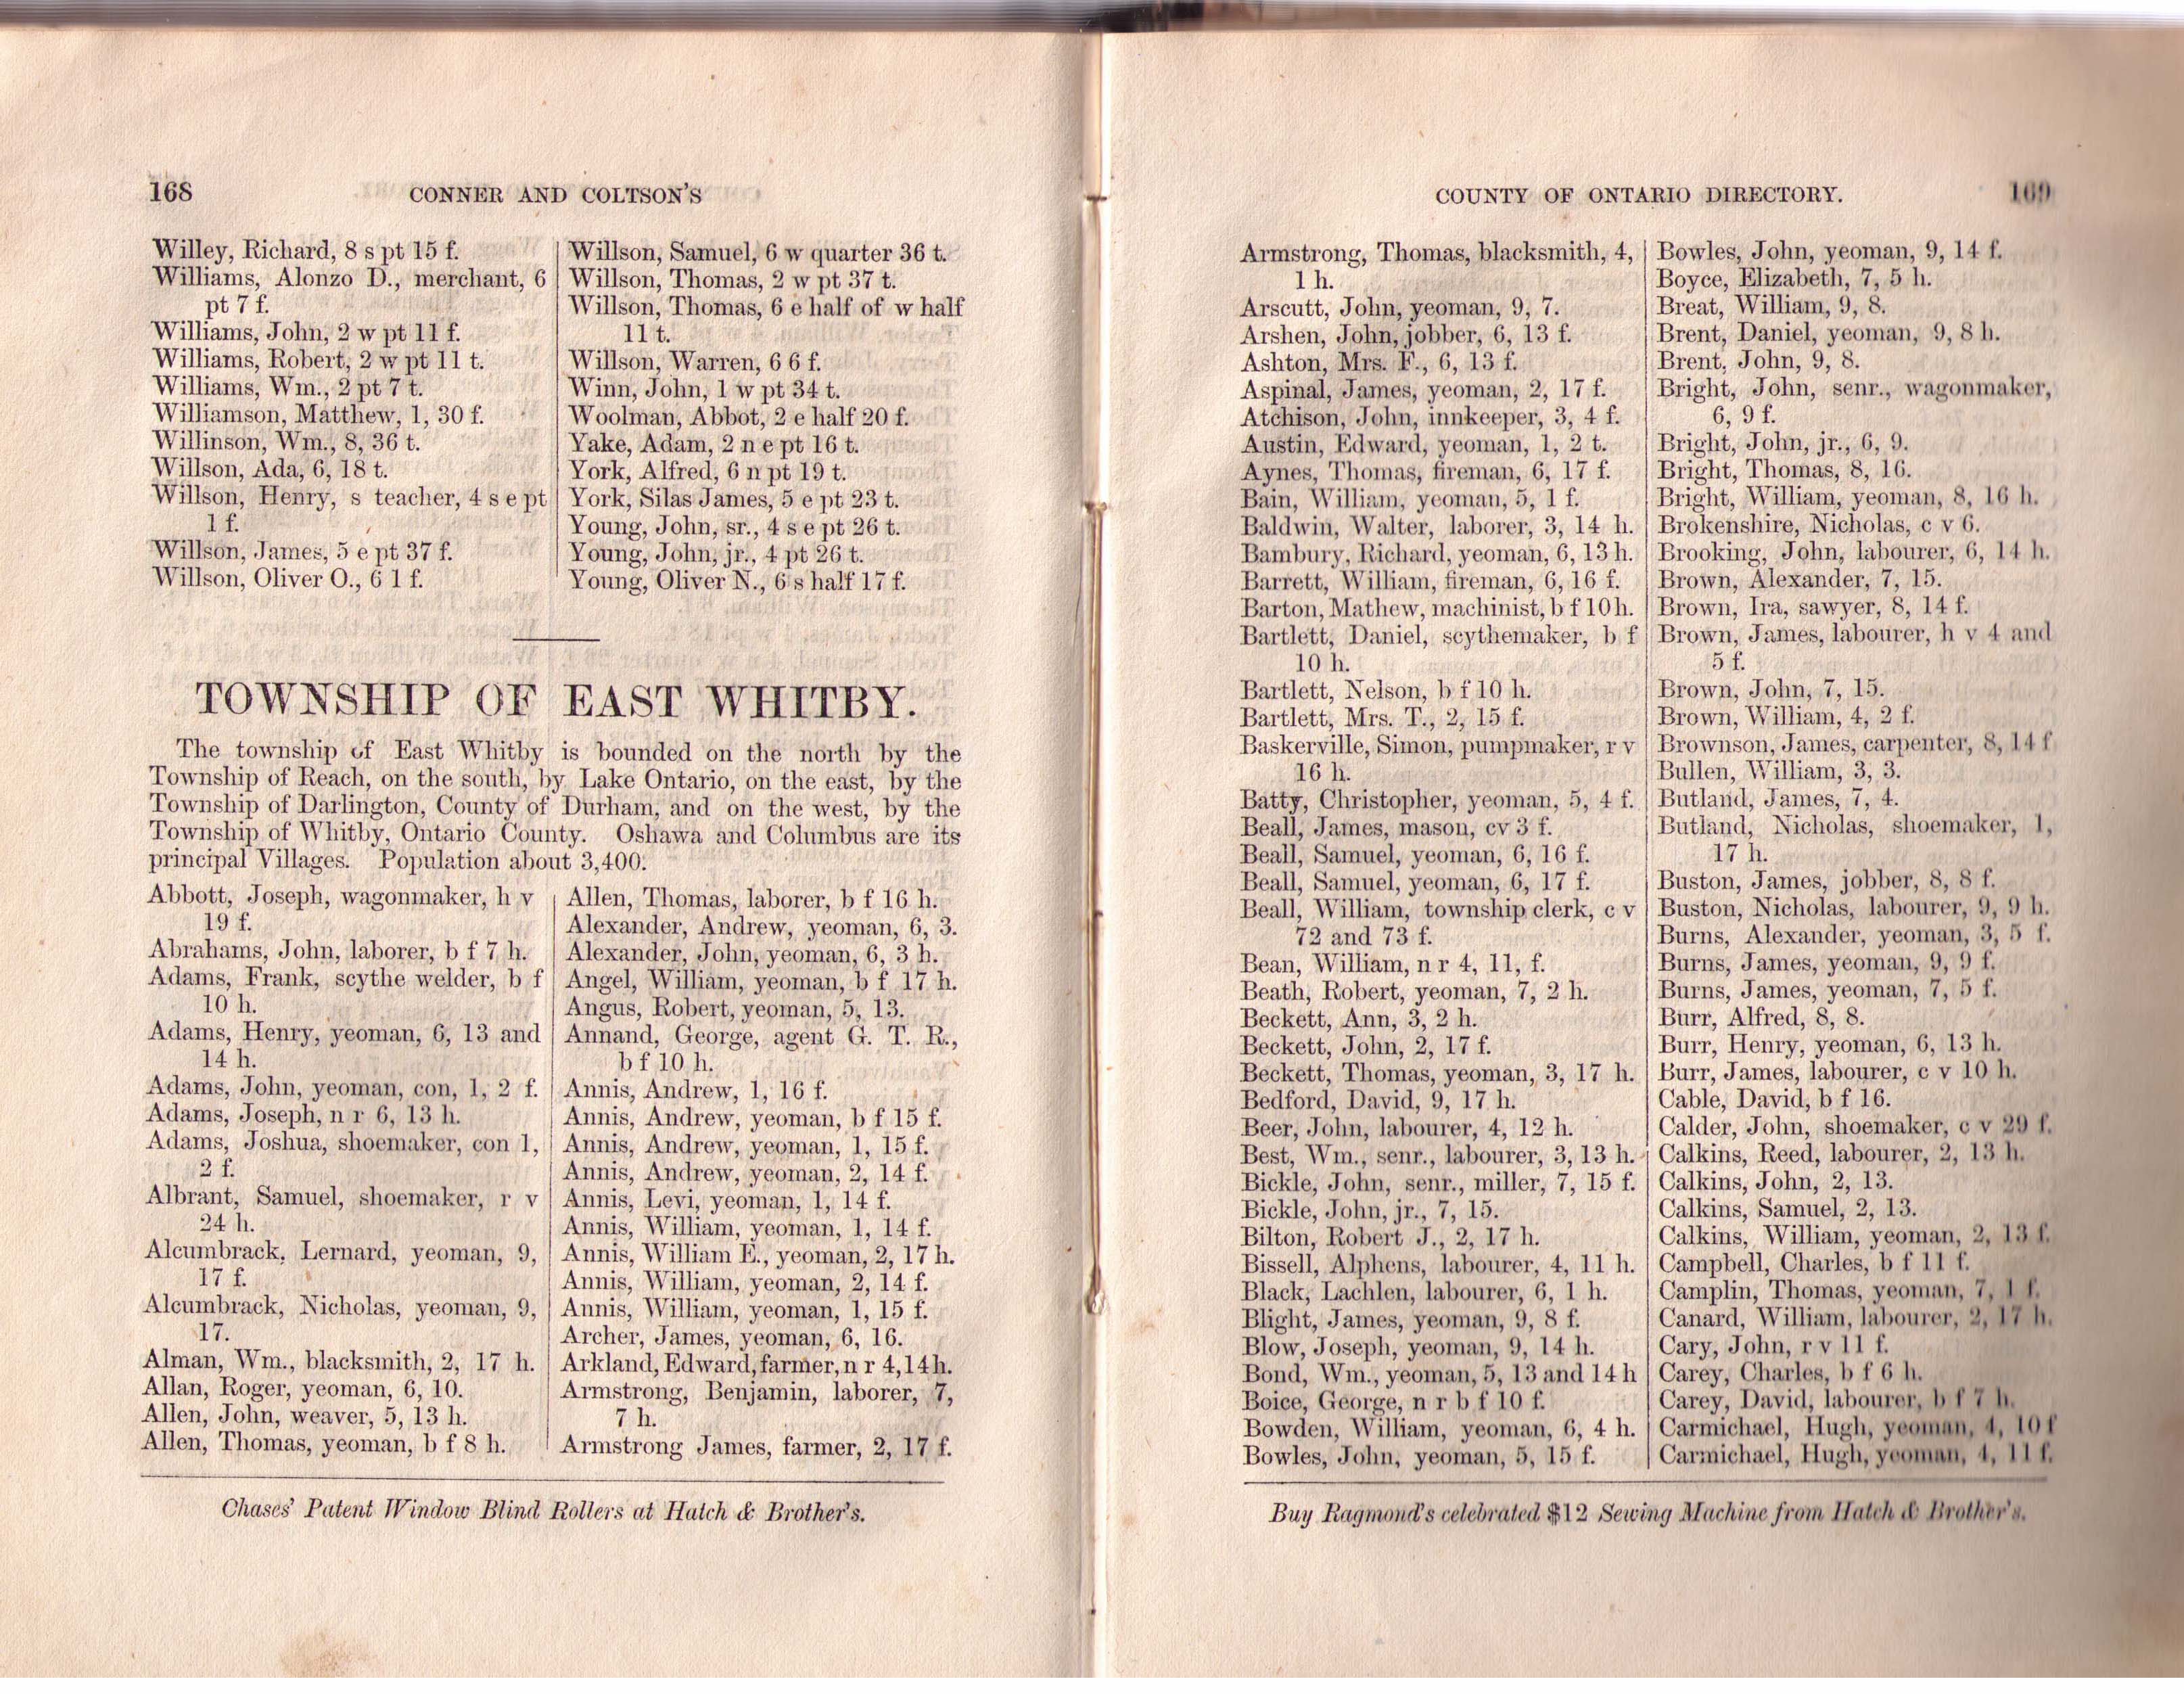 168
CONNER AND COLTSON'S
Willey, Richard, 8 s pt 15 f.
Williams, Alonzo D., merchant, 6
pt 7 f.
Williams, John, 2 w pt 11 f.
Williams, Robert, 2 w pt 11 t.
Williams, Wm., 2 pt 7 t.
Williamson, Matthew, 1, 30 f.
Willinson, Wm., 8, 36 t.
Willson, Ada, 6, 18 t.
Willson, Henry, s teacher, 4 s e pt
1 f.
Willson, James, 5 e pt 37 f.
Willson, Oliver O., 6 1 f.
Willson, Samuel, 6 w quarter 36 t.
Willson, Thomas, 2 w pt 37 t.
Willson, Thomas, 6 e half of w half
11 t.
Willson, Warren, 6 6 f.
Winn, John, 1 w pt 34 t.
Woolman, Abbot, 2 e half 20 f.
Yake, Adam, 2 n e pt 16 t.
York, Alfred, 6 n pt 19 t.
York, Silas James, 5 e pt 23 t.
Young, John, sr., 4 s e pt 26 t.
Young, John, jr., 4 pt 26 t.
Young, Oliver N., 6 s half 17 f.
TOWNSHIP OF EAST WHITBY.
The township of East Whitby is bounded on the north by the
Township of Reach, on the south, by Lake Ontario, on the east, by the
Township of Darlington, County of Durham, and on the west, by the
Township of Whitby, Ontario County. Oshawa and Columbus are its
principal Villages. Population about 3,400.
Abbott, Joseph, wagonmaker, h v
19 f.
Abrahams, John, laborer, b f 7 h.
Adams, Frank, scythe welder, b f
10 h.
Adams, Henry, yeoman, 6, 13 and
14 h.
Adams, John, yeoman, con, 1, 2 f.
Adams, Joseph, n r 6, 13 h.
Adams, Joshua, shoemaker, con 1,
2 f.
Albrant, Samuel, shoemaker, r v
24 h.
Alcumbrack, Lernard, yeoman, 9,
17 f.
Alcumbrack, Nicholas, yeoman, 9,
17.
Alman, Wm., blacksmith, 2, 17 h.
Allan, Roger, yeoman, 6, 10.
Allen, John, weaver, 5, 13 h.
Allen, Thomas, yeoman, b f 8 h.
Allen, Thomas, laborer, b f 16 h.
Alexander, Andrew, yeoman, 6, 3.
Alexander, John, yeoman, 6, 3 h.
Angel, William, yeoman, b f 17 h.
Angus, Robert, yeoman, 5, 13.
Annand, George, agent G. T. R.,
b f 10 h.
Annis, Andrew, 1, 16 f.
Annis, Andrew, yeoman, b f 15 f.
Annis, Andrew, yeoman, 1, 15 f.
Annis, Andrew, yeoman, 2, 14 f.
Annis, Levi, yeoman, 1, 14 f.
Annis, William, yeoman, 1, 14 f.
Annis, William E., yeoman, 2, 17 h.
Annis, William, yeoman, 2, 14 f.
Annis, William, yeoman, 1, 15 f.
Archer, James, yeoman, 6, 16.
Arkland, Edward, farmer, n r 4, 14 h.
Armstrong, Benjamin, laborer, 7,
7 h.
Armstrong James, farmer, 2, 17 f.
Chases' Patent Window Blind Rollers at Hatch & Brother's.
COUNTY OF ONTARIO DIRECTORY.
169
Armstrong, Thomas, blacksmith, 4,
1 h.
Arscutt, John, yeoman, 9, 7.
Arshen, John, jobber, 6, 13 f.
Ashton, Mrs. F., 6, 13 f.
Aspinal, James, yeoman, 2, 17 f.
Atchison, John, innkeeper, 3, 4 f.
Austin, Edward, yeoman, 1, 2 t.
Aynes, Thomas, fireman, 6, 17 f.
Bain, William, yeoman, 5, 1 f.
Baldwin, Walter, laborer, 3, 14 h.
Bambury, Richard, yeoman, 6, 13 h.
Barrett, William, fireman, 6, 16 f.
Barton, Mathew, machinist, b f 10 h.
Bartlett, Daniel, scythemaker, b f
10 h.
Bartlett, Nelson, b f 10 h.
Bartlett, Mrs. T., 2, 15 f.
Baskerville, Simon, pumpmaker, r v
16 h.
Batty, Christopher, yeoman, 5, 4 f.
Beall, James, mason, cv 3 f.
Beall, Samuel, yeoman, 6, 16 f.
Beall, Samuel, yeoman, 6, 17 f.
Beall, William, township clerk, c v
72 and 73 f.
Bean, William, n r 4, 11, f.
Beath, Robert, yeoman, 7, 2 h.
Beckett, Ann, 3, 2 h.
Beckett, John, 2, 17 f.
Beckett, Thomas, yeoman, 3, 17 h.
Bedford, David, 9, 17 h.
Beer, John, labourer, 4, 12 h.
Best, Wm., senr., labourer, 3, 13 h.
Bickle, John, senr., miller, 7, 15 f.
Bickle, John, jr., 7, 15.
Bilton, Robert J., 2, 17 h.
Bissell, Alphens, labourer, 4, 11 h.
Black, Lachlen, labourer, 6, 1 h.
Blight, James, yeoman, 9, 8 f.
Blow, Joseph, yeoman, 9, 14 h.
Bond, Wm., yeoman, 5, 13 and 14 h
Boice, George, n r b f 10 f.
Bowden, William, yeoman, 6, 4 h.
Bowles, John, yeoman, 5, 15 f.
Bowles, John, yeoman, 9, 14 f.
Boyce, Elizabeth, 7, 5 h.
Breat, William, 9, 8.
Brent, Daniel, yeoman, 9, 8 h.
Brent, John, 9, 8.
Bright, John, senr., wagonmaker,
6, 9 f.
Bright, John, jr., 6, 9.
Bright, Thomas, 8, 16.
Bright, William, yeoman, 8, 16 h.
Brokenshire, Nicholas, c v 6.
Brooking, John, labourer, 6, 14 h.
Brown, Alexander, 7, 15.
Brown, Ira, sawyer, 8, 14 f.
Brown, James, labourer, h v 4 and
5 f.
Brown, John, 7, 15.
Brown, William, 4, 2 f.
Brownson, James, carpenter, 8, 14 f
Bullen, William, 3, 3.
Butland, James, 7, 4.
Butland, Nicholas, shoemaker, 1,
17 h.
Buston, James, jobber, 8, 8 f.
Buston, Nicholas, labourer, 9, 9 h.
Burns, Alexander, yeoman, 3, 5 f.
Burns, James, yeoman, 9, 9 f.
Burns, James, yeoman, 7, 5 f.
Burr, Alfred, 8, 8.
Burr, Henry, yeoman, 6, 13 h.
Burr, James, labourer, c v 10 h.
Cable, David, b f 16.
Calder, John, shoemaker, c v 29 f.
Calkins, Reed, labourer, 2, 13 h.
Calkins, John, 2, 13.
Calkins, Samuel, 2, 13.
Calkins, William, yeoman, 2, 13 f.
Campbell, Charles, b f 11 f.
Camplin, Thomas, yeoman, 7, 1 f.
Canard, William, labourer, 2, 17 h.
Cary, John, r v 11 f.
Carey, Charles, b f 6 h.
Carey, David, labourer, b f 7 h.
Carmichael, Hugh, yeoman, 4, 10 f
Carmichael, Hugh, yeoman, 4, 11 f.
Buy Ragmond's celebrated $12 Sewing Machine from Hatch & Brother's.